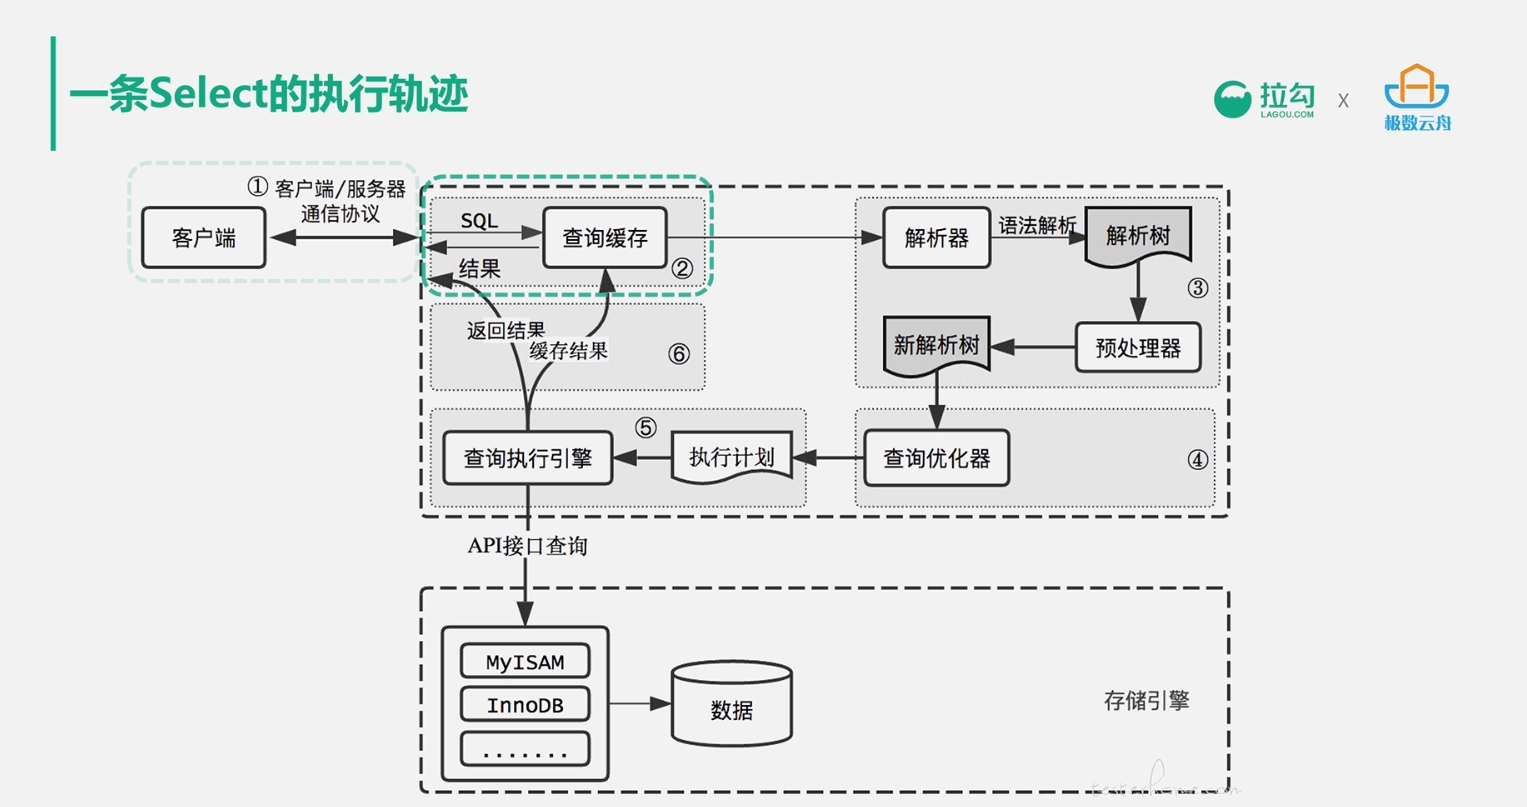 一条Select的执行轨迹
拉勾
LAGOU.COM
X
极数云舟
① 客户端/服务器
通信协议
客户端
SQL
结果
查询缓存
②
解析器
语法解析
解析树
③
预处理器
新解析树
返回结果
缓存结果
⑥
查询执行引擎
⑤
执行计划
查询优化器
④
API接口查询
MyISAM
InnoDB
.......
数据
存储引擎
testerhome.com